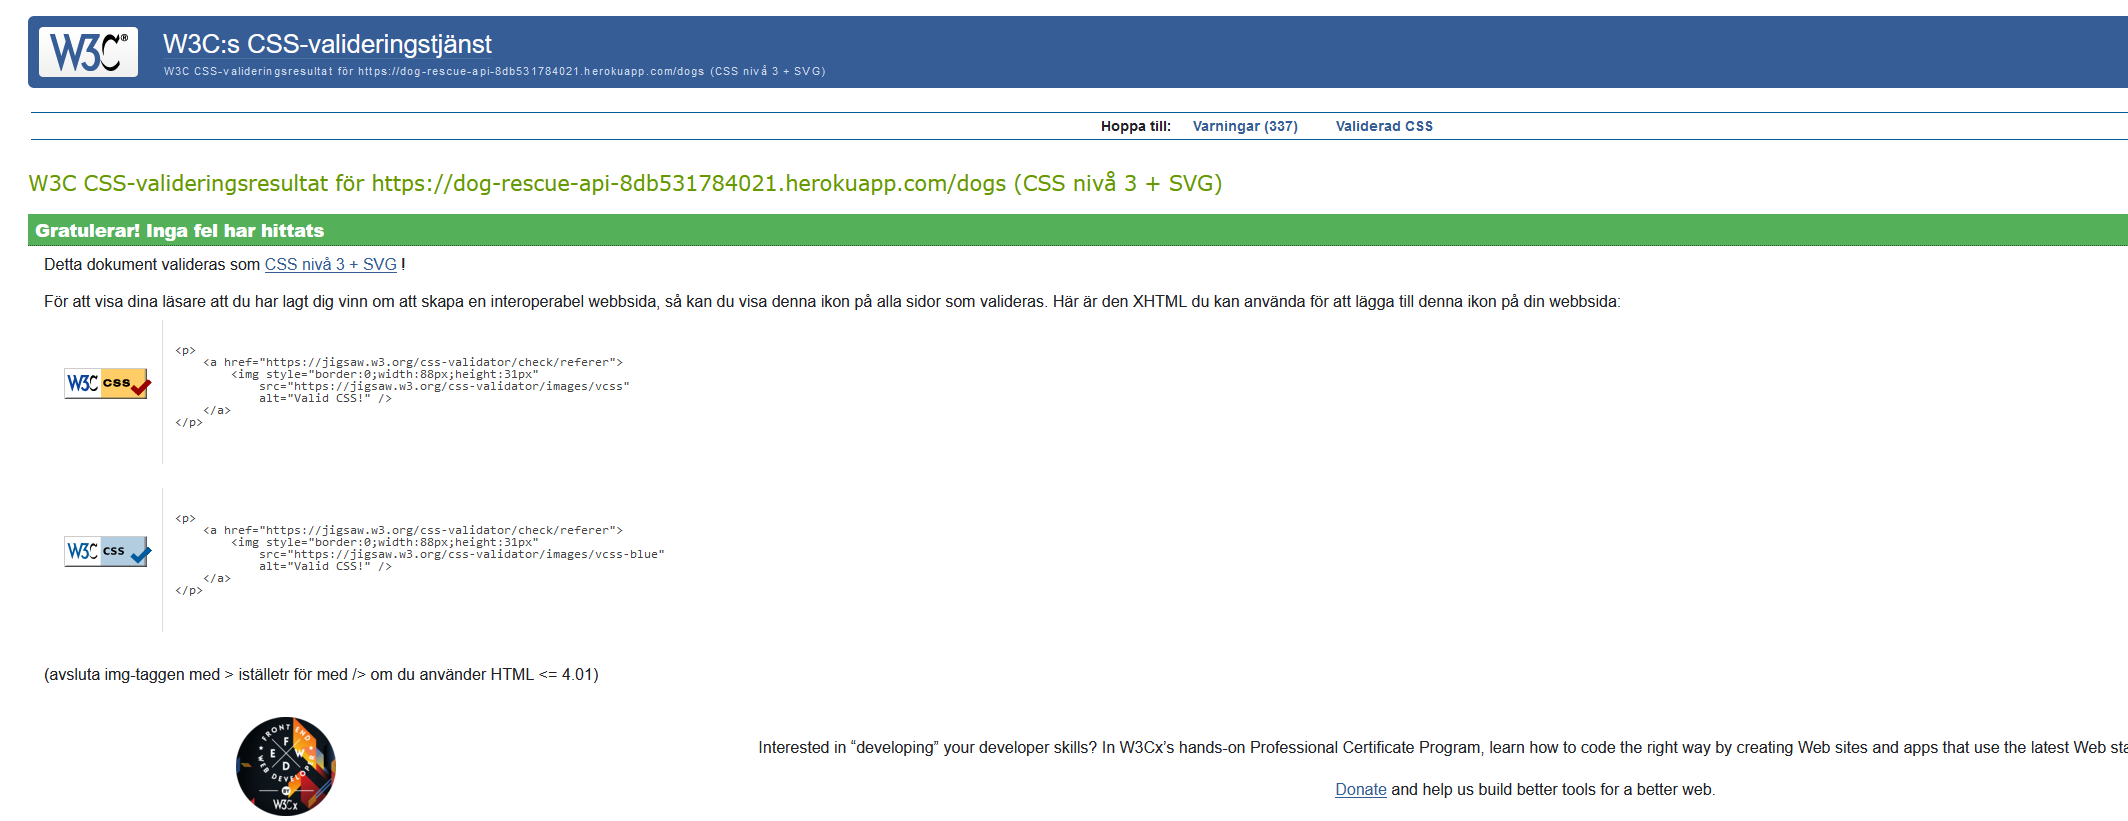 W3C®
W3C:s CSS-valideringstjänst
W3C CSS-valideringsresultat för https://dog-rescue-api-8db531784021.herokuapp.com/dogs (CSS nivå 3 + SVG)
Hoppa till: Varningar (337) Validerad CSS
W3C CSS-valideringsresultat för https://dog-rescue-api-8db531784021.herokuapp.com/dogs (CSS nivå 3 + SVG)
Gratulerar! Inga fel har hittats
Detta dokument valideras som CSS nivå 3 + SVG !
För att visa dina läsare att du har lagt dig vinn om att skapa en interoperabel webbsida, så kan du visa denna ikon på alla sidor som valideras. Här är den XHTML du kan använda för att lägga till denna ikon på din webbsida:
<p>
<a href="https://jigsaw.w3.org/css-validator/check/referer">
<img style="border:0;width:88px;height:31px"
W3C css
src="https://jigsaw.w3.org/css-validator/images/vcss"
alt="Valid CSS!" />
</a>
</p>
<p>
<a href="https://jigsaw.w3.org/css-validator/check/referer">
<img style="border:0;width:88px;height:31px"
W3C css
src="https://jigsaw.w3.org/css-validator/images/vcss-blue"
alt="Valid CSS!" />
</a>
</p>
(avsluta img-taggen med > iställetr för med /> om du använder HTML <= 4.01)
FRONT END
F
E W
D
WEB DEVELOPER
BY
W3Cx
Interested in “developing” your developer skills? In W3Cx’s hands-on Professional Certificate Program, learn how to code the right way by creating Web sites and apps that use the latest Web sta
Donate and help us build better tools for a better web.